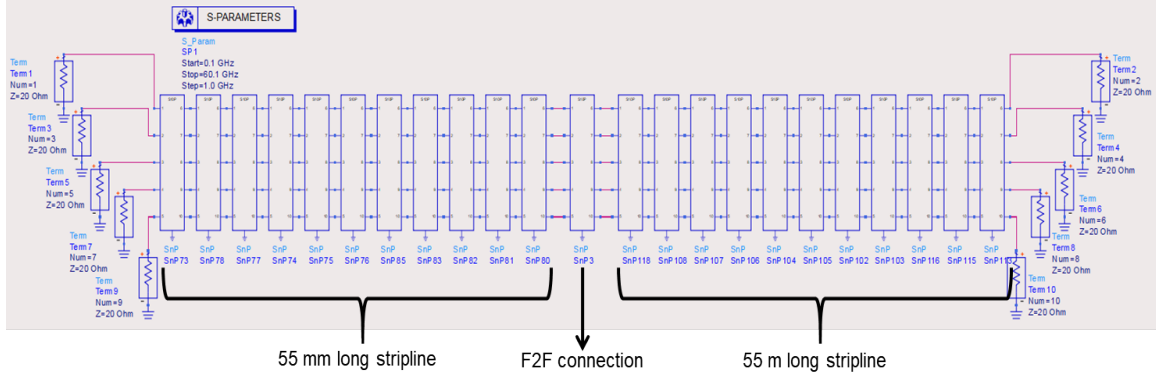 S-PARAMETERS
S_Param
SP1
Start=0.1 GHz
Stop=60.1 GHz
Step=1.0 GHz
Term
Term1
Num=1
Z=20 Ohm
Term
Term3
Num=3
Z=20 Ohm
Term
Term5
Num=5
Z=20 Ohm
Term
Term7
Num=7
Z=20 Ohm
Term
Term9
Num=9
Z=20 Ohm
Term
Term2
Num=2
Z=20 Ohm
Term
Term4
Num=4
Z=20 Ohm
Term
Term6
Num=6
Z=20 Ohm
Term
Term8
Num=8
Z=20 Ohm
Term
Term10
Num=10
Z=20 Ohm
SnP SnP SnP SnP SnP SnP SnP SnP SnP SnP SnP SnP SnP SnP SnP SnP SnP SnP SnP SnP SnP SnP SnP
SnP73 SnP78 SnP77 SnP74 SnP75 SnP76 SnP85 SnP83 SnP82 SnP81 SnP80 SnP3 SnP118 SnP108 SnP107 SnP106 SnP104 SnP105 SnP102 SnP103 SnP116 SnP115
55 mm long stripline F2F connection 55 m long stripline